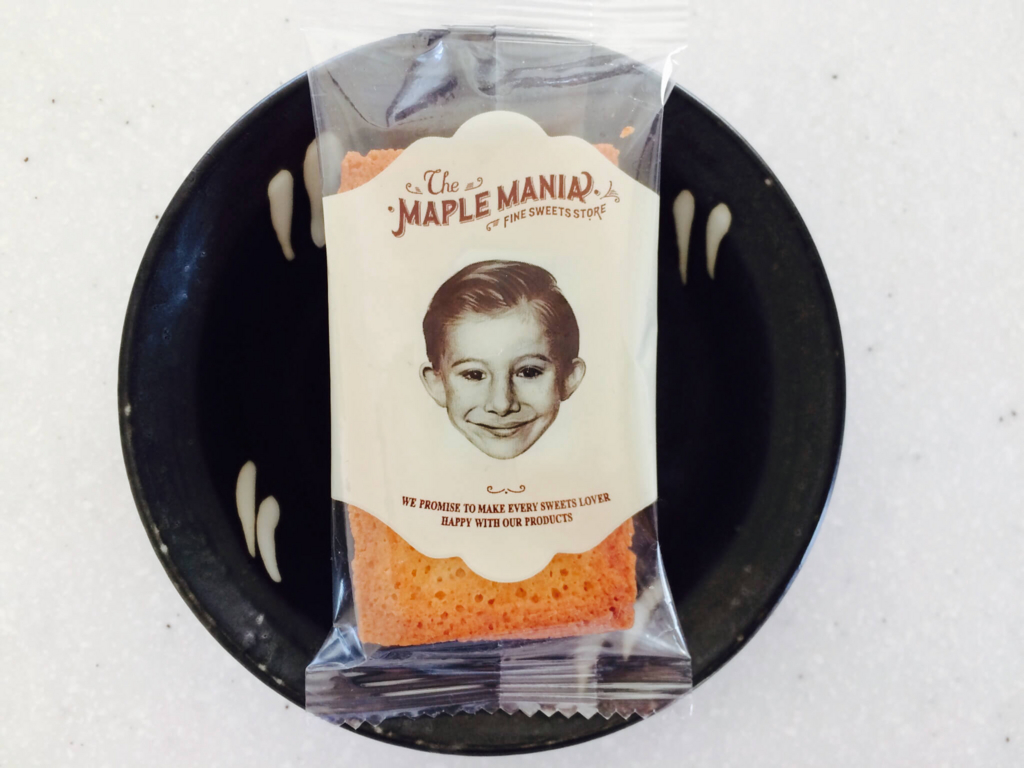 The
MAPLE MANIA
FINE SWEETS STORE
WE PROMISE TO MAKE EVERY SWEETS LOVER
HAPPY WITH OUR PRODUCTS